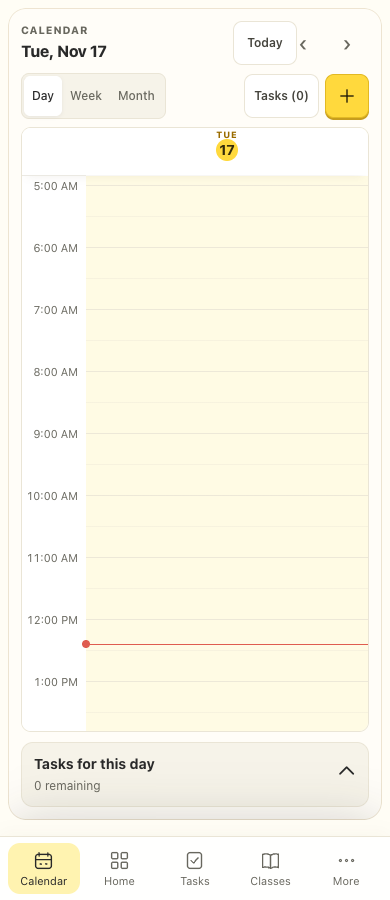 CALENDAR
Tue, Nov 17
Today
Day Week Month
Tasks (0)
TUE
17
5:00 AM
6:00 AM
7:00 AM
8:00 AM
9:00 AM
10:00 AM
11:00 AM
12:00 PM
1:00 PM
Tasks for this day
0 remaining
Calendar Home Tasks Classes More